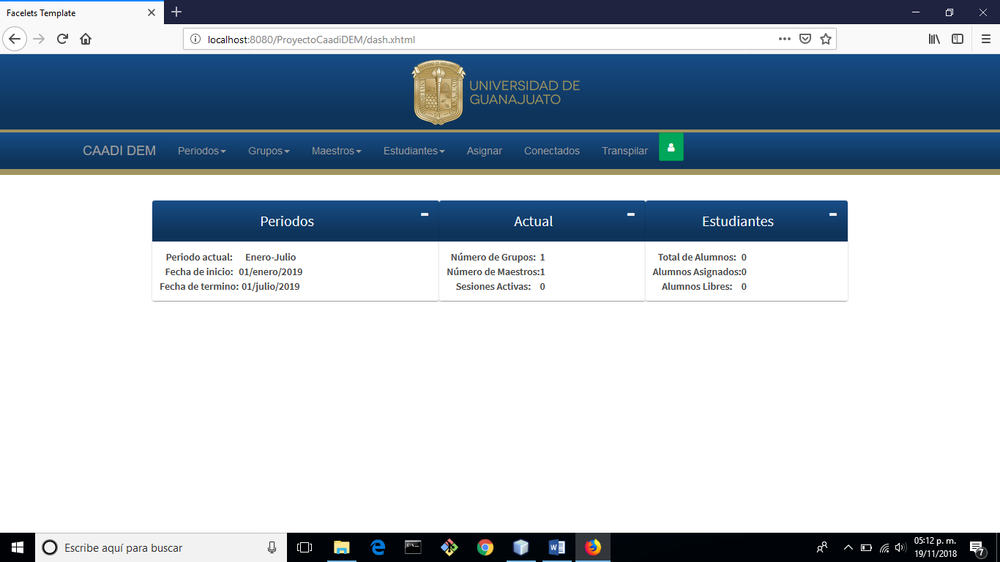 Facelets Template
localhost:8080/ProyectoCaadiDEM/dash.xhtml
UNIVERSIDAD DE
GUANAJUATO
CAADI DEM Periodos Grupos Maestros Estudiantes Asignar Conectados Transpilar
Periodos
Periodo actual: Enero-Julio
Fecha de inicio: 01/enero/2019
Fecha de termino: 01/julio/2019
Actual
Número de Grupos: 1
Número de Maestros:1
Sesiones Activas: 0
Estudiantes
Total de Alumnos: 0
Alumnos Asignados:0
Alumnos Libres: 0
Escribe aquí para buscar
05:12 p. m.
19/11/2018
7